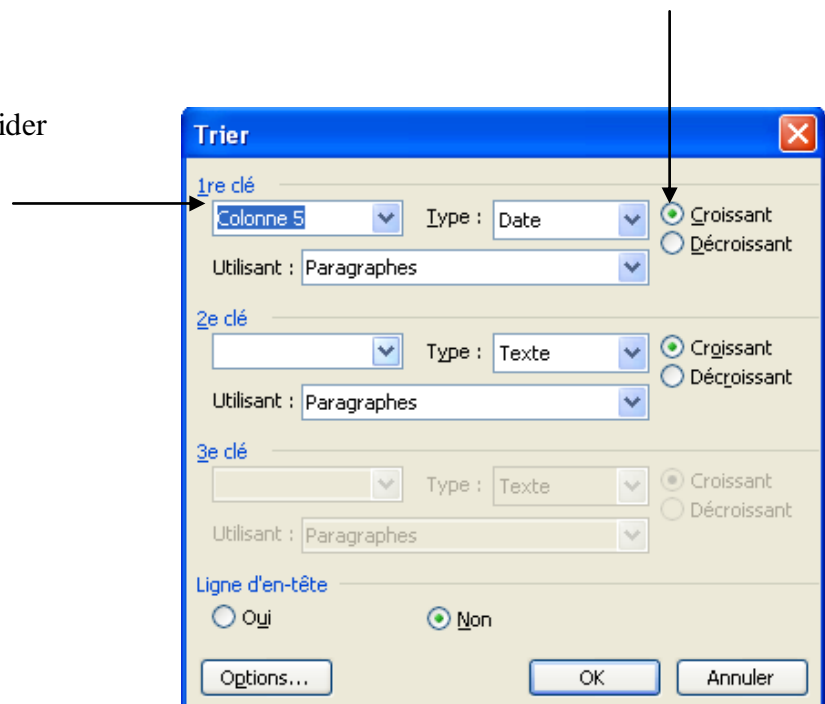 ider
Trier
1re clé
Colonne 5 Type : Date Croissant
Décroissant
Utilisant : Paragraphes
2e clé
Type : Texte Croissant
Décroissant
Utilisant : Paragraphes
3e clé
Type : Texte Croissant
Décroissant
Utilisant : Paragraphes
Ligne d'en-tête
Oui Non
Options... OK Annuler